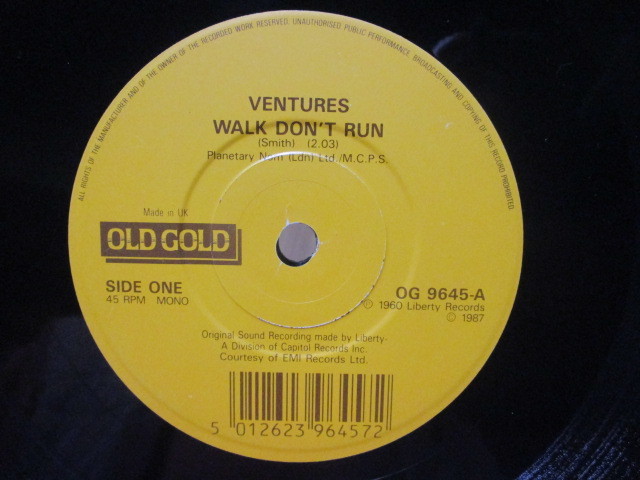 ALL RIGHTS OF THE MANUFACTURER AND OF THE OWNER OF THE RECORDED WORK RESERVED. UNAUTHORISED PUBLIC PERFORMANCE, BROADCASTING AND COPYING OF THIS RECORD PROHIBITED
VENTURES
WALK DON'T RUN
(Smith) (2.03)
Planetary Nom (Ldn) Ltd /M.C.P.S.
Made in UK
OLD GOLD
SIDE ONE
45 RPM MONO
OG 9645-A
℗ 1960 Liberty Records
© 1987
Original Sound Recording made by Liberty-
A Division of Capitol Records Inc.
Courtesy of EMI Records Ltd.
5 012623 964572